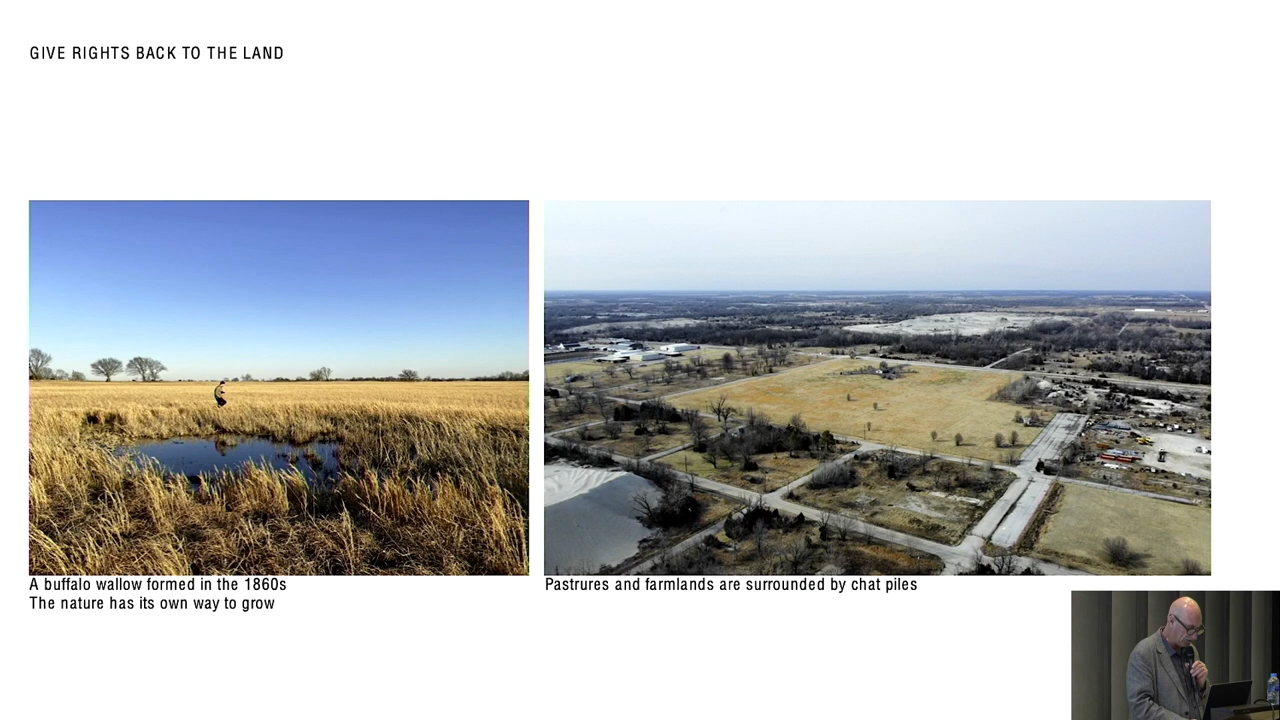 GIVE RIGHTS BACK TO THE LAND
A buffalo wallow formed in the 1860s
The nature has its own way to grow
Pastrures and farmlands are surrounded by chat piles